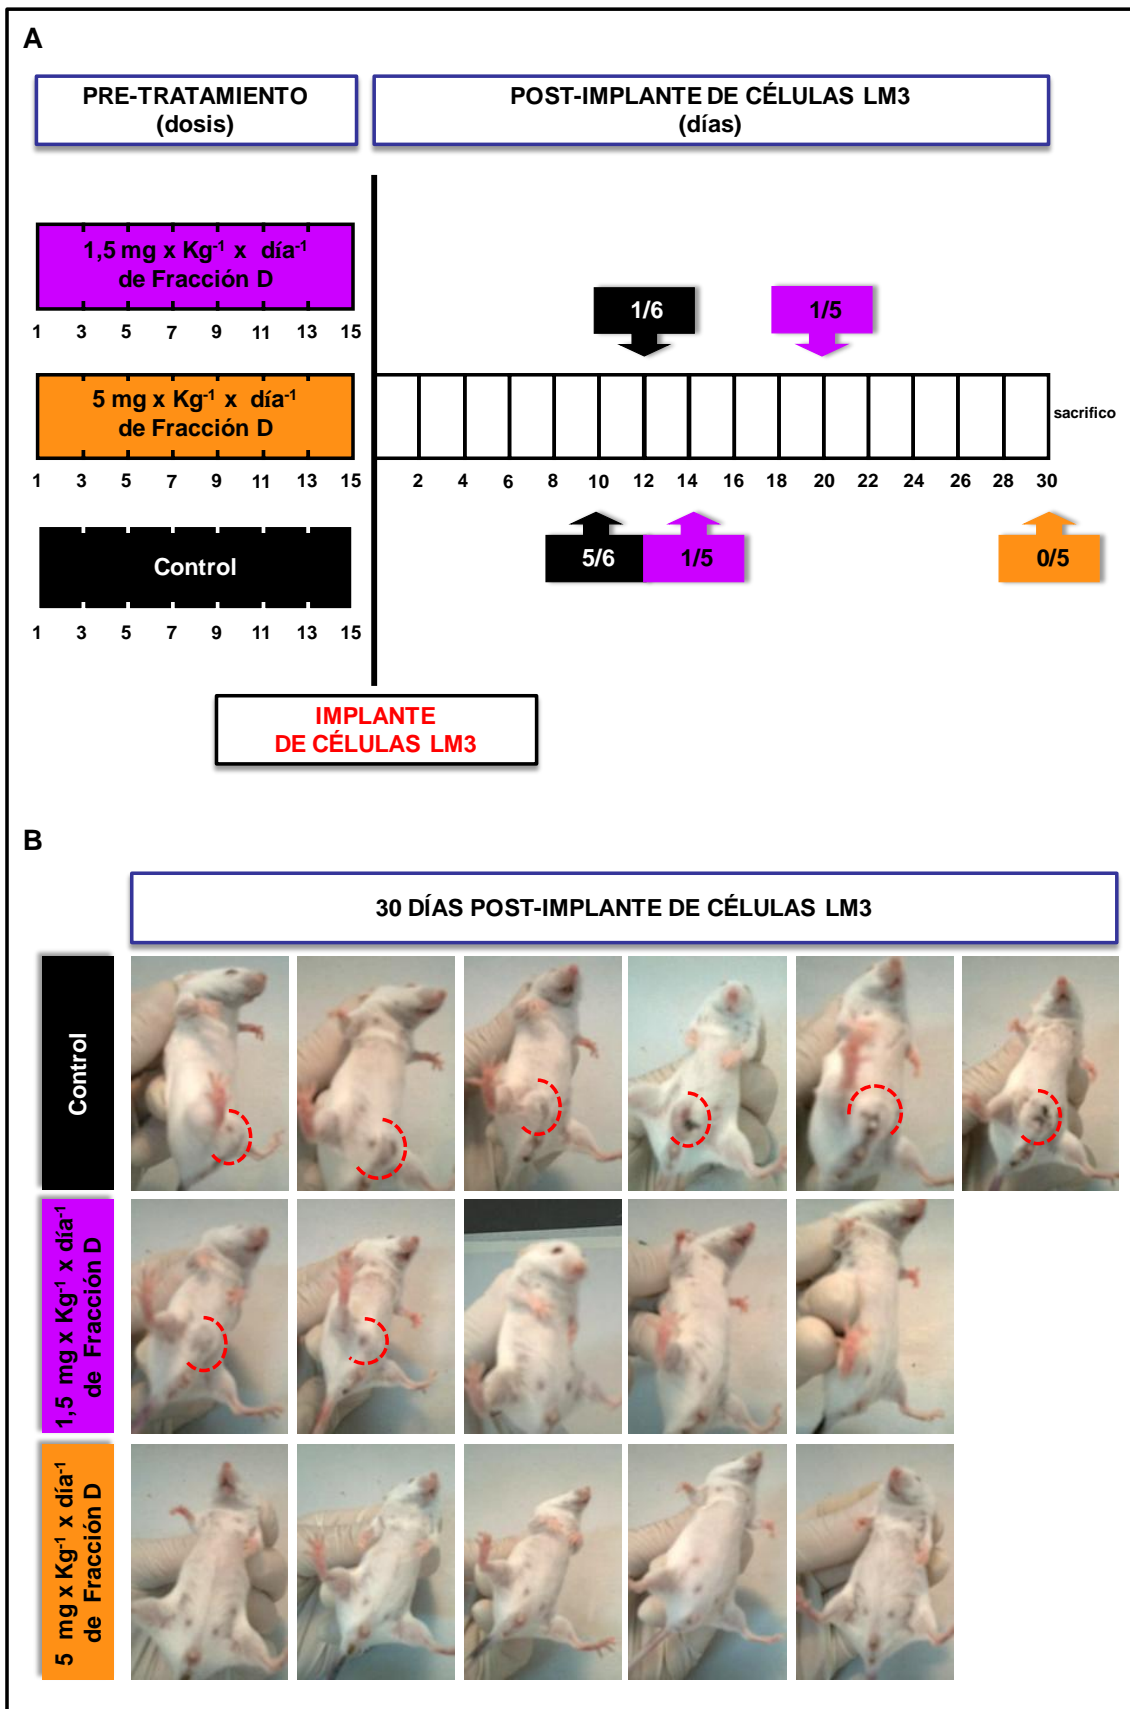 A
PRE-TRATAMIENTO
(dosis)
POST-IMPLANTE DE CÉLULAS LM3
(días)
1,5 mg x Kg⁻¹ x día⁻¹
de Fracción D
1 3 5 7 9 11 13 15
1/6
1/5
5 mg x Kg⁻¹ x día⁻¹
de Fracción D
sacrifico
1 3 5 7 9 11 13 15
2 4 6 8 10 12 14 16 18 20 22 24 26 28 30
Control
5/6
1/5
0/5
1 3 5 7 9 11 13 15
IMPLANTE
DE CÉLULAS LM3
B
30 DÍAS POST-IMPLANTE DE CÉLULAS LM3
Control
1,5 mg x Kg⁻¹ x día⁻¹
de Fracción D
5 mg x Kg⁻¹ x día⁻¹
de Fracción D